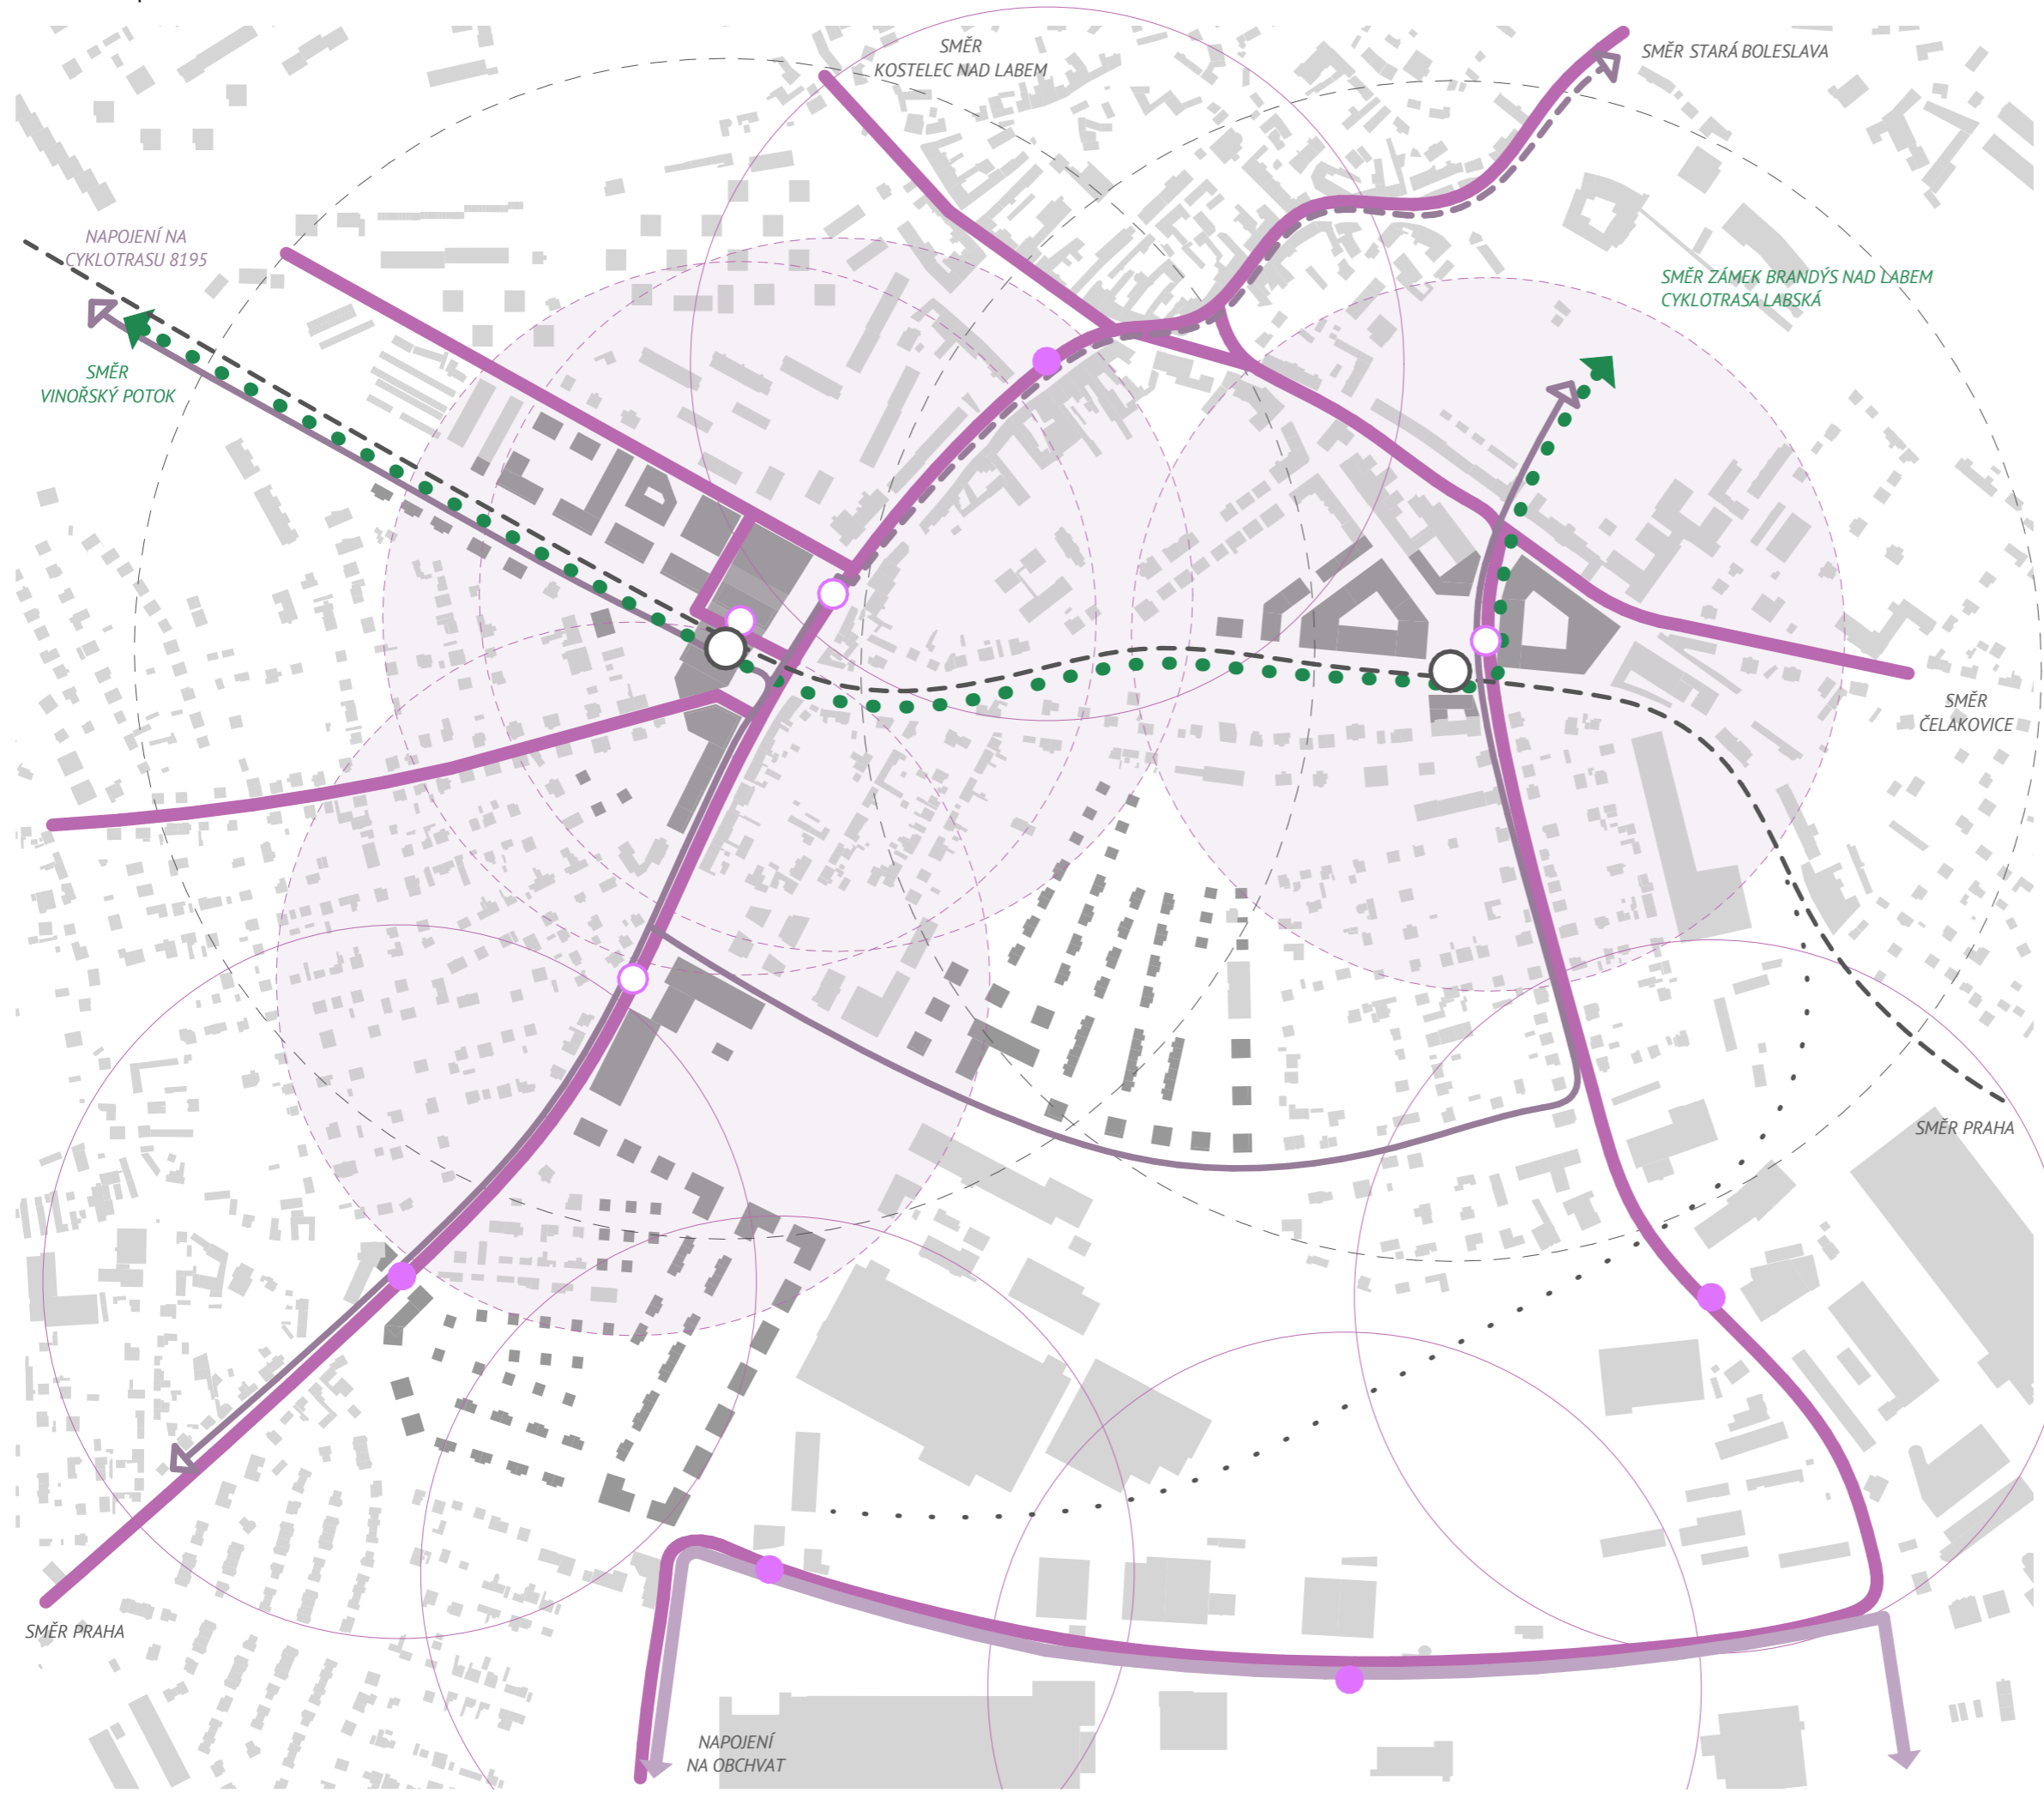 SMĚR
KOSTELEC NAD LABEM
SMĚR STARÁ BOLESLAVA
NAPOJENÍ NA
CYKLOTRASU 8195
SMĚR ZÁMEK BRANDÝS NAD LABEM
CYKLOTRASA LABSKÁ
SMĚR
VINOŘSKÝ POTOK
SMĚR
ČELAKOVICE
SMĚR PRAHA
SMĚR PRAHA
NAPOJENÍ
NA OBCHVAT